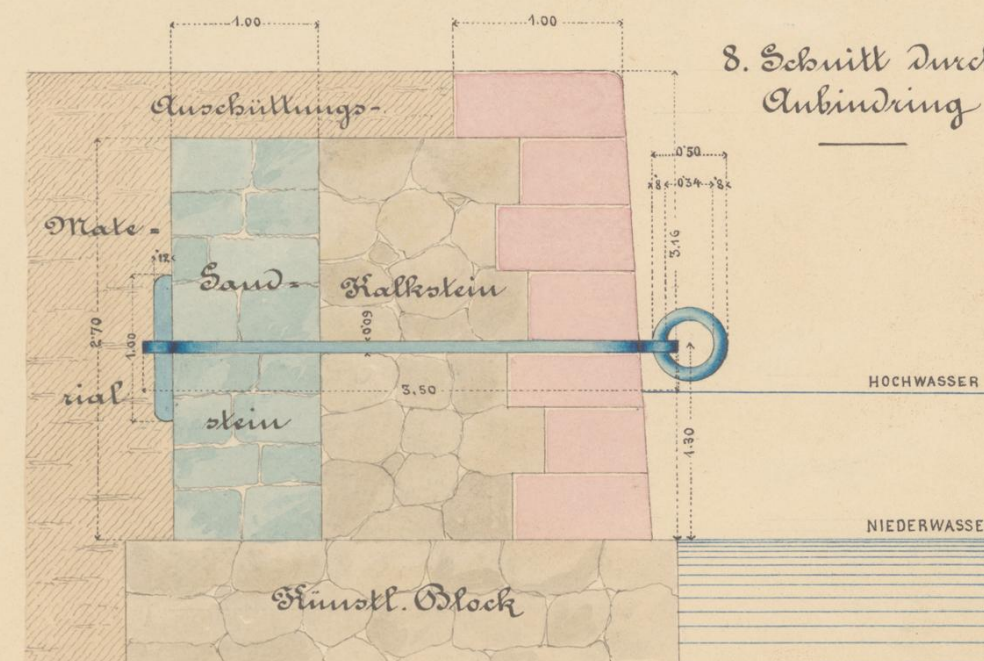 1.00
1.00
8. Schnitt durc
Anbindring
Anschüttungs-
0.50
8 0.34 8
Mate-
3.16
12
Sand-
Kalkstein
2.70
1.00
0.09
HOCHWASSER
3.50
rial
stein
1.30
NIEDERWASSE
Künstl. Block